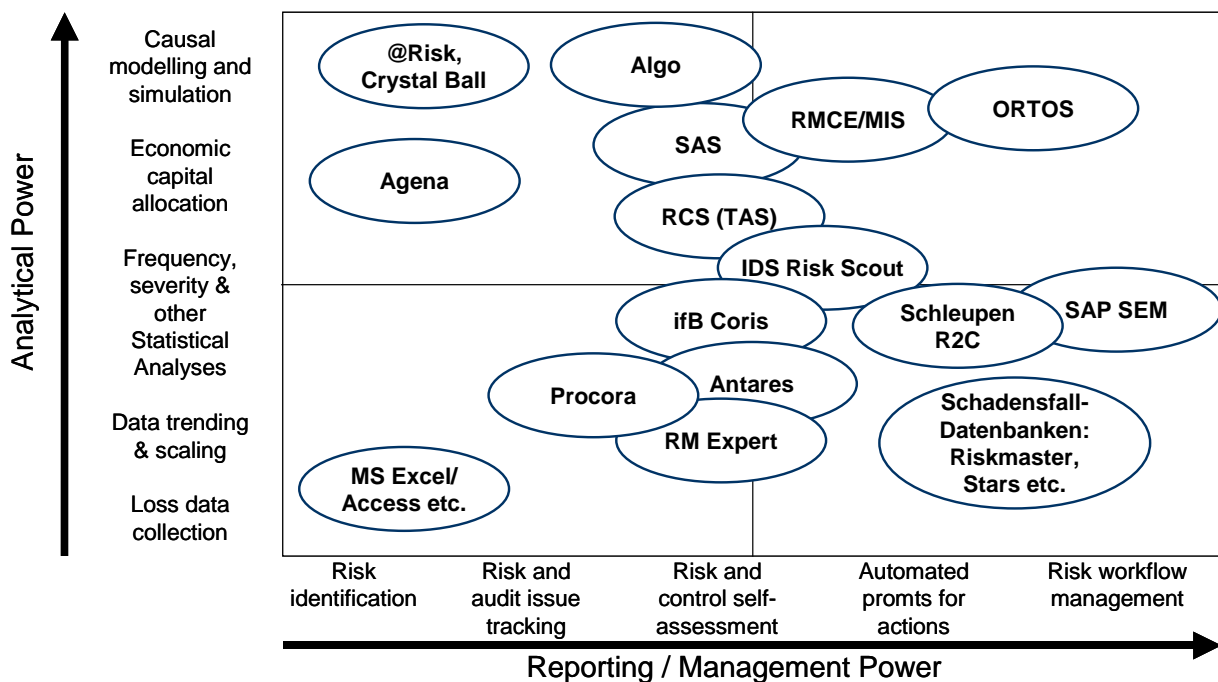 Analytical Power
Causal
modelling and
simulation
Economic
capital
allocation
Frequency,
severity &
other
Statistical
Analyses
Data trending
& scaling
Loss data
collection
@Risk,
Crystal Ball
Algo
RMCE/MIS
ORTOS
SAS
Agena
RCS (TAS)
IDS Risk Scout
ifB Coris
Schleupen
R2C
SAP SEM
Procora
Antares
RM Expert
Schadensfall-
Datenbanken:
Riskmaster,
Stars etc.
MS Excel/
Access etc.
Risk
identification
Risk and
audit issue
tracking
Risk and
control self-
assessment
Automated
promts for
actions
Risk workflow
management
Reporting / Management Power